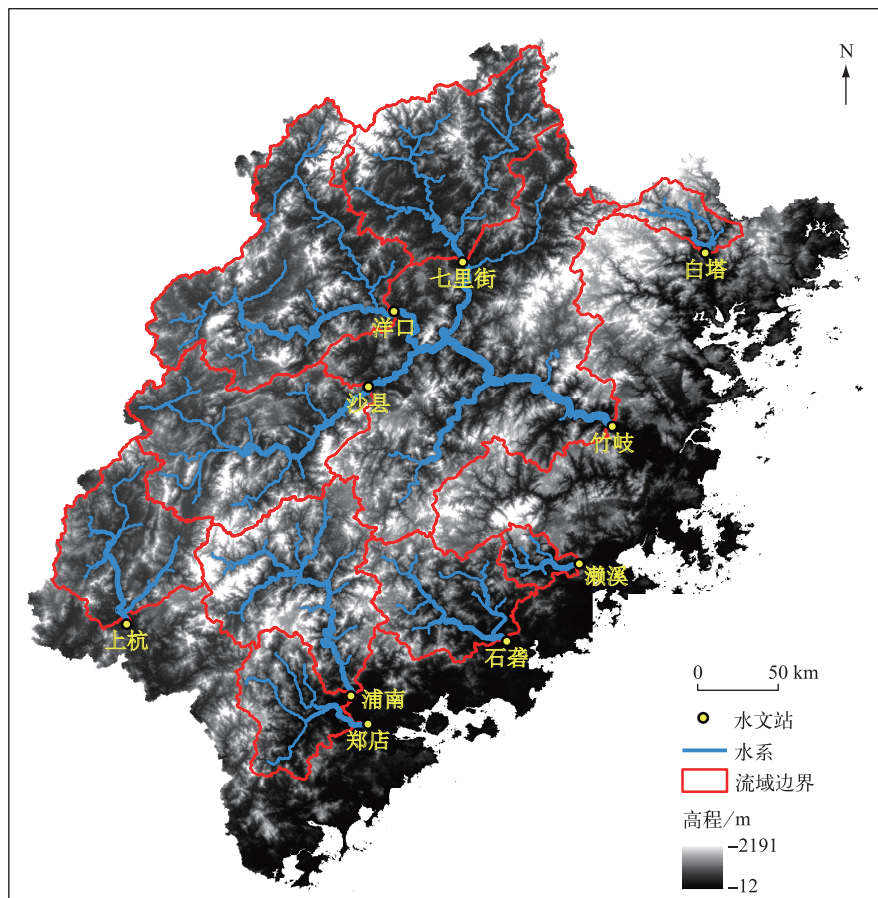 N
白塔
七里街
洋口
沙县
竹岐
濑溪
上杭
石砻
浦南
郑店
0 50 km
水文站
水系
流域边界
高程/m
-2191
-12